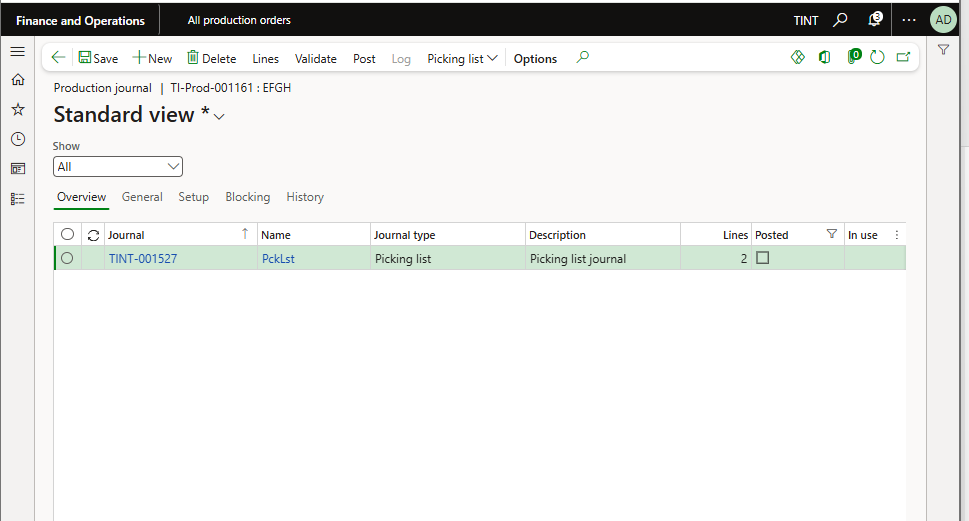 Finance and Operations
All production orders
TINT
3
AD
Save
New
Delete
Lines
Validate
Post
Log
Picking list
Options
0
Production journal | TI-Prod-001161 : EFGH
Standard view *
Show
All
Overview
General
Setup
Blocking
History
Journal
Name
Journal type
Description
Lines
Posted
In use
TINT-001527
PckLst
Picking list
Picking list journal
2